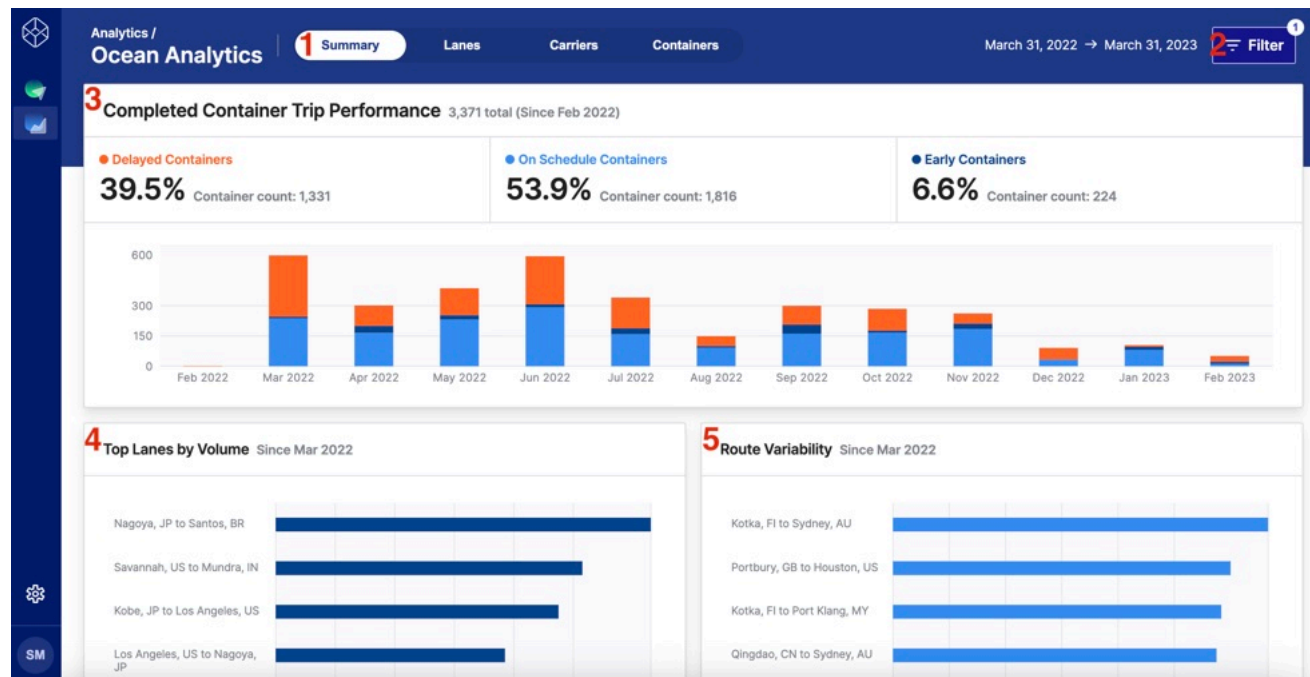 Analytics /
Ocean Analytics
1 Summary Lanes Carriers Containers
March 31, 2022 → March 31, 2023
2 Filter 1
3 Completed Container Trip Performance 3,371 total (Since Feb 2022)
Delayed Containers
39.5% Container count: 1,331
On Schedule Containers
53.9% Container count: 1,816
Early Containers
6.6% Container count: 224
600
300
150
0
Feb 2022 Mar 2022 Apr 2022 May 2022 Jun 2022 Jul 2022 Aug 2022 Sep 2022 Oct 2022 Nov 2022 Dec 2022 Jan 2023 Feb 2023
4 Top Lanes by Volume Since Mar 2022
Nagoya, JP to Santos, BR
Savannah, US to Mundra, IN
Kobe, JP to Los Angeles, US
Los Angeles, US to Nagoya,
JP
5 Route Variability Since Mar 2022
Kotka, FI to Sydney, AU
Portbury, GB to Houston, US
Kotka, FI to Port Klang, MY
Qingdao, CN to Sydney, AU
SM